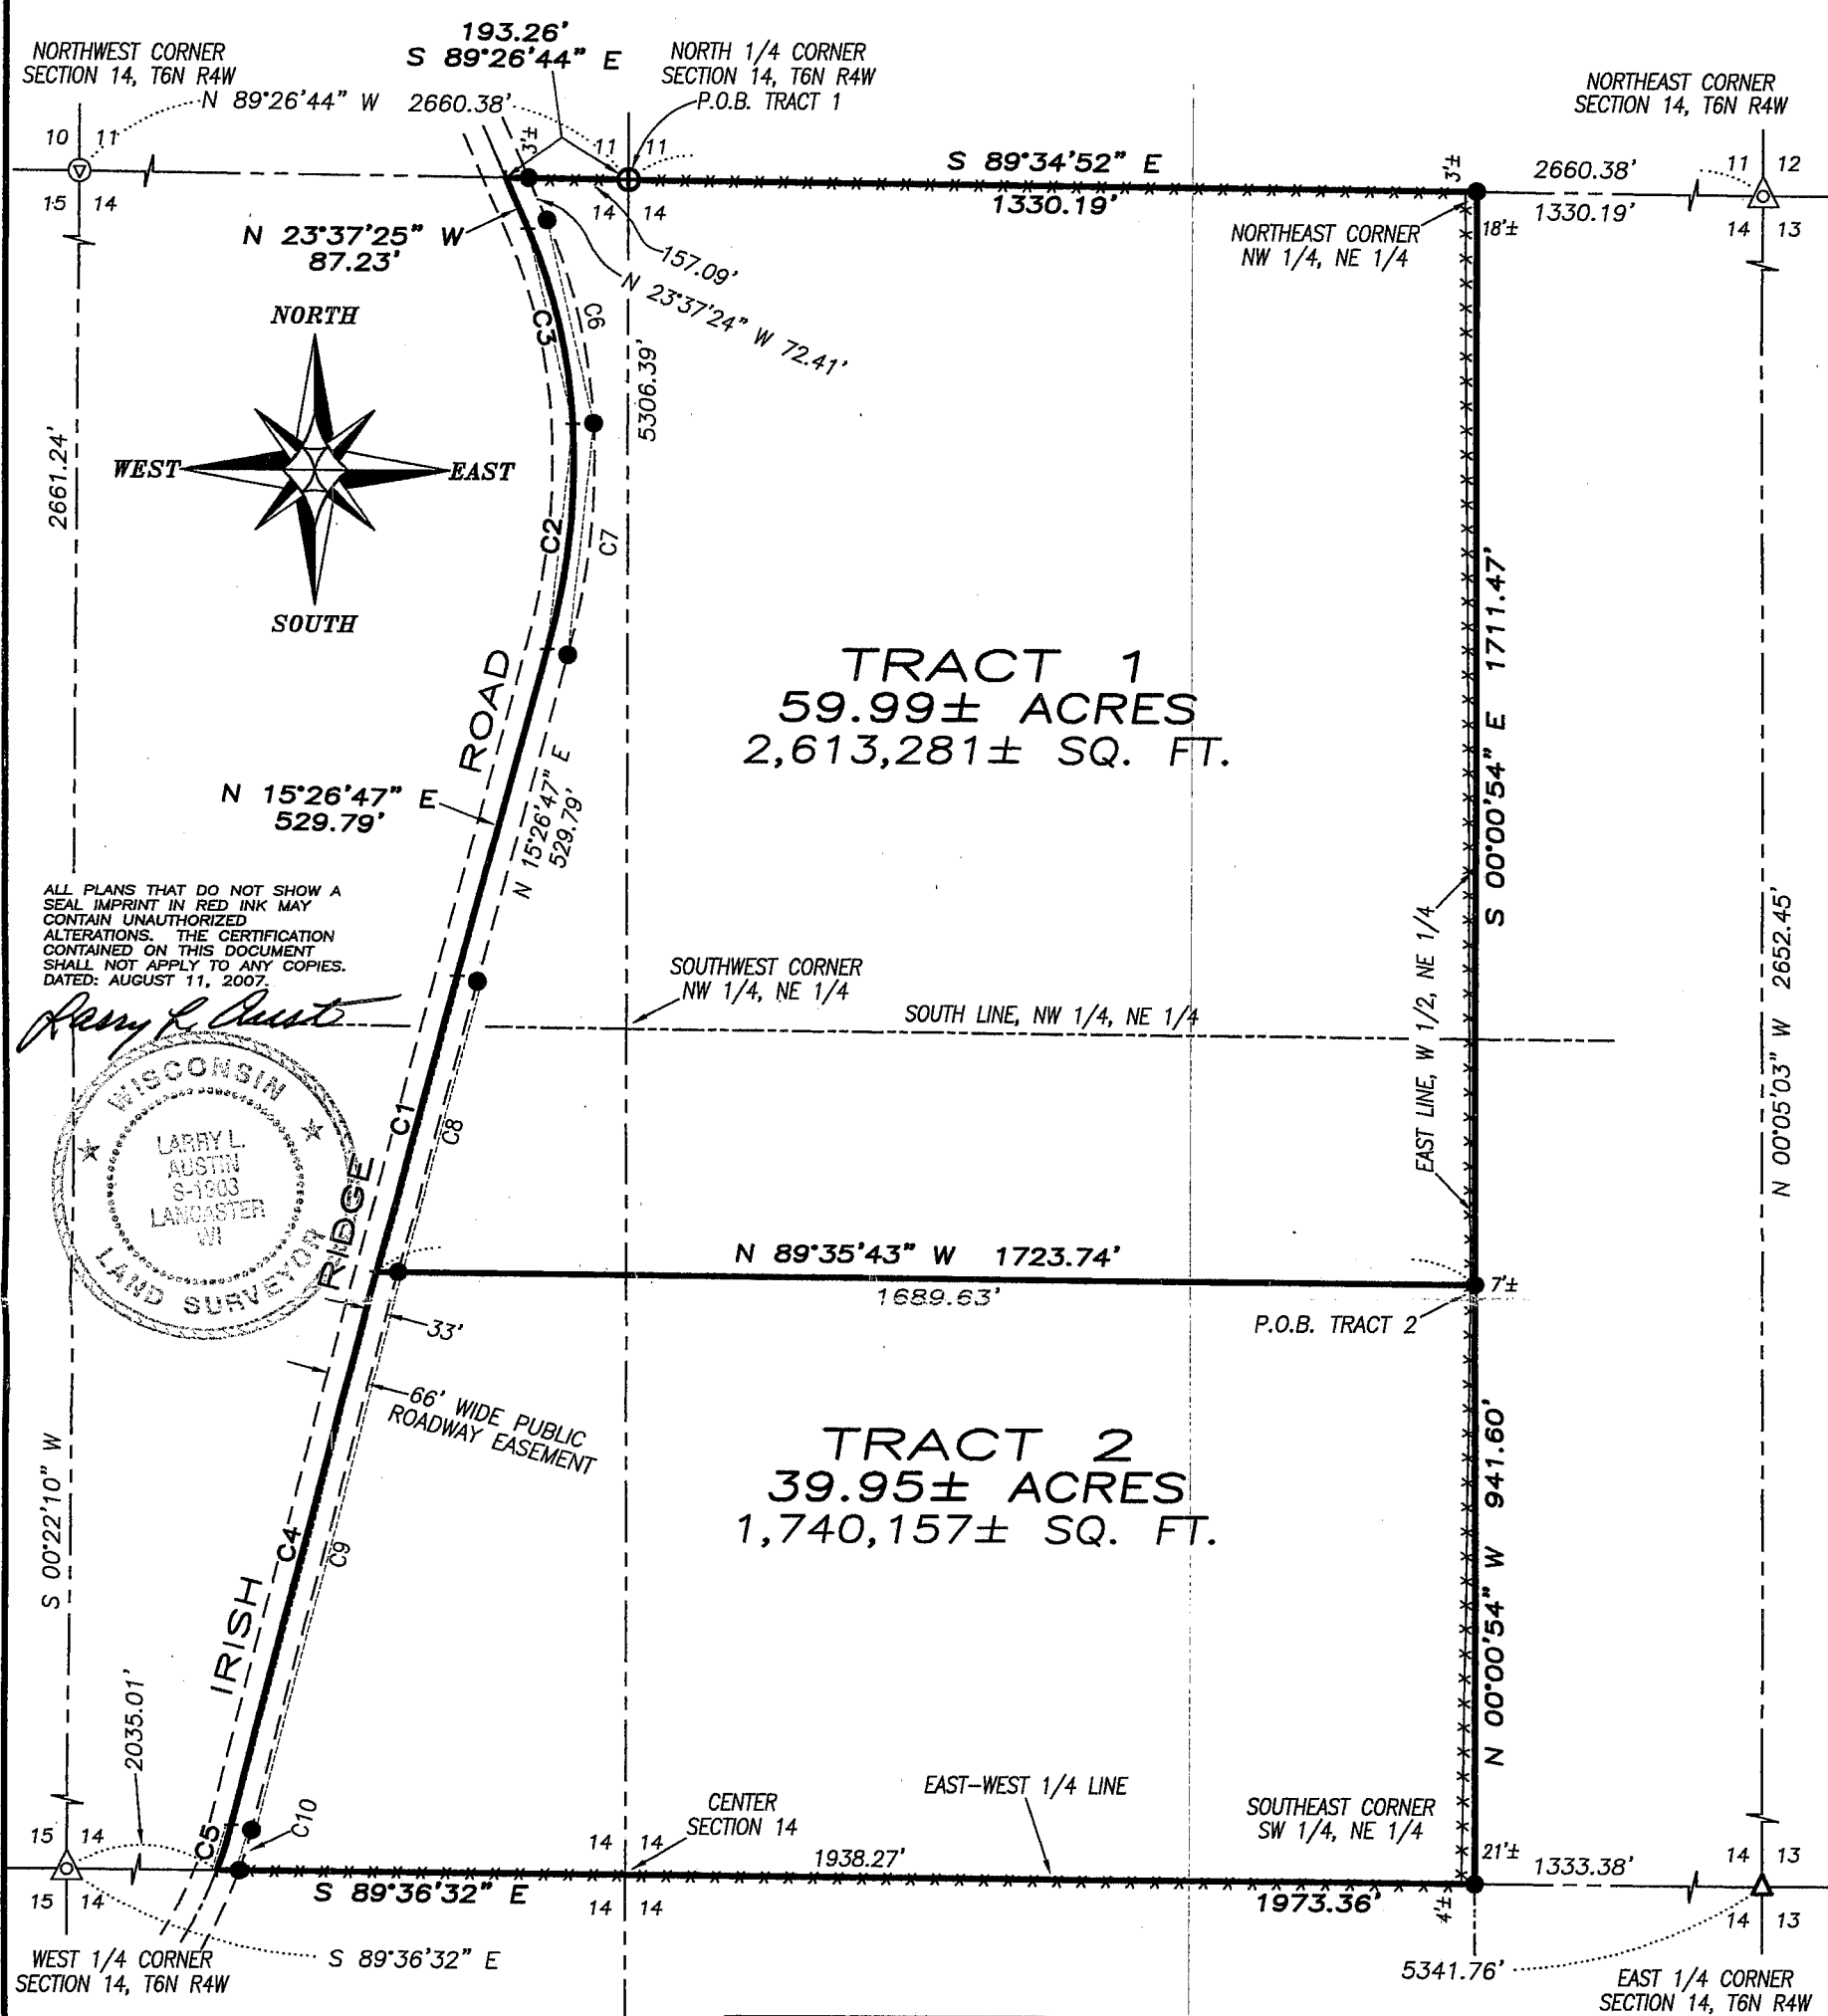 193.26'
S 89°26'44" E
NORTHWEST CORNER
SECTION 14, T6N R4W
NORTH 1/4 CORNER
SECTION 14, T6N R4W
P.O.B. TRACT 1
NORTHEAST CORNER
SECTION 14, T6N R4W
N 89°26'44" W 2660.38'
10 11
15 14
3'±
11 11
14 14
S 89°34'52" E
1330.19'
3'±
2660.38'
1330.19'
11 12
14 13
N 23°37'25" W
87.23'
157.09'
N 23°37'24" W 72.41'
NORTHEAST CORNER
NW 1/4, NE 1/4
18'±
NORTH
WEST
EAST
SOUTH
C3
C6
5306.39'
2661.24'
C2
C7
S 00°00'54" E 1711.47'
TRACT 1
59.99± ACRES
2,613,281± SQ. FT.
ROAD
N 15°26'47" E
529.79'
N 15°26'47" E
529.79'
ALL PLANS THAT DO NOT SHOW A
SEAL IMPRINT IN RED INK MAY
CONTAIN UNAUTHORIZED
ALTERATIONS. THE CERTIFICATION
CONTAINED ON THIS DOCUMENT
SHALL NOT APPLY TO ANY COPIES.
DATED: AUGUST 11, 2007.
Larry L. Austin
WISCONSIN
LARRY L.
AUSTIN
S-1903
LANCASTER
WI
LAND SURVEYOR
SOUTHWEST CORNER
NW 1/4, NE 1/4
SOUTH LINE, NW 1/4, NE 1/4
EAST LINE, W 1/2, NE 1/4
N 00°05'03" W 2652.45'
C1
C8
RIDGE
N 89°35'43" W 1723.74'
1689.63'
7'±
P.O.B. TRACT 2
33'
66' WIDE PUBLIC
ROADWAY EASEMENT
TRACT 2
39.95± ACRES
1,740,157± SQ. FT.
N 00°00'54" W 941.60'
S 00°22'10" W
C4
C9
IRISH
2035.01'
C5
C10
CENTER
SECTION 14
EAST-WEST 1/4 LINE
SOUTHEAST CORNER
SW 1/4, NE 1/4
21'±
15 14
15 14
14 14
14 14
1938.27'
1333.38'
14 13
14 13
S 89°36'32" E
1973.36'
4'±
WEST 1/4 CORNER
SECTION 14, T6N R4W
S 89°36'32" E
5341.76'
EAST 1/4 CORNER
SECTION 14, T6N R4W